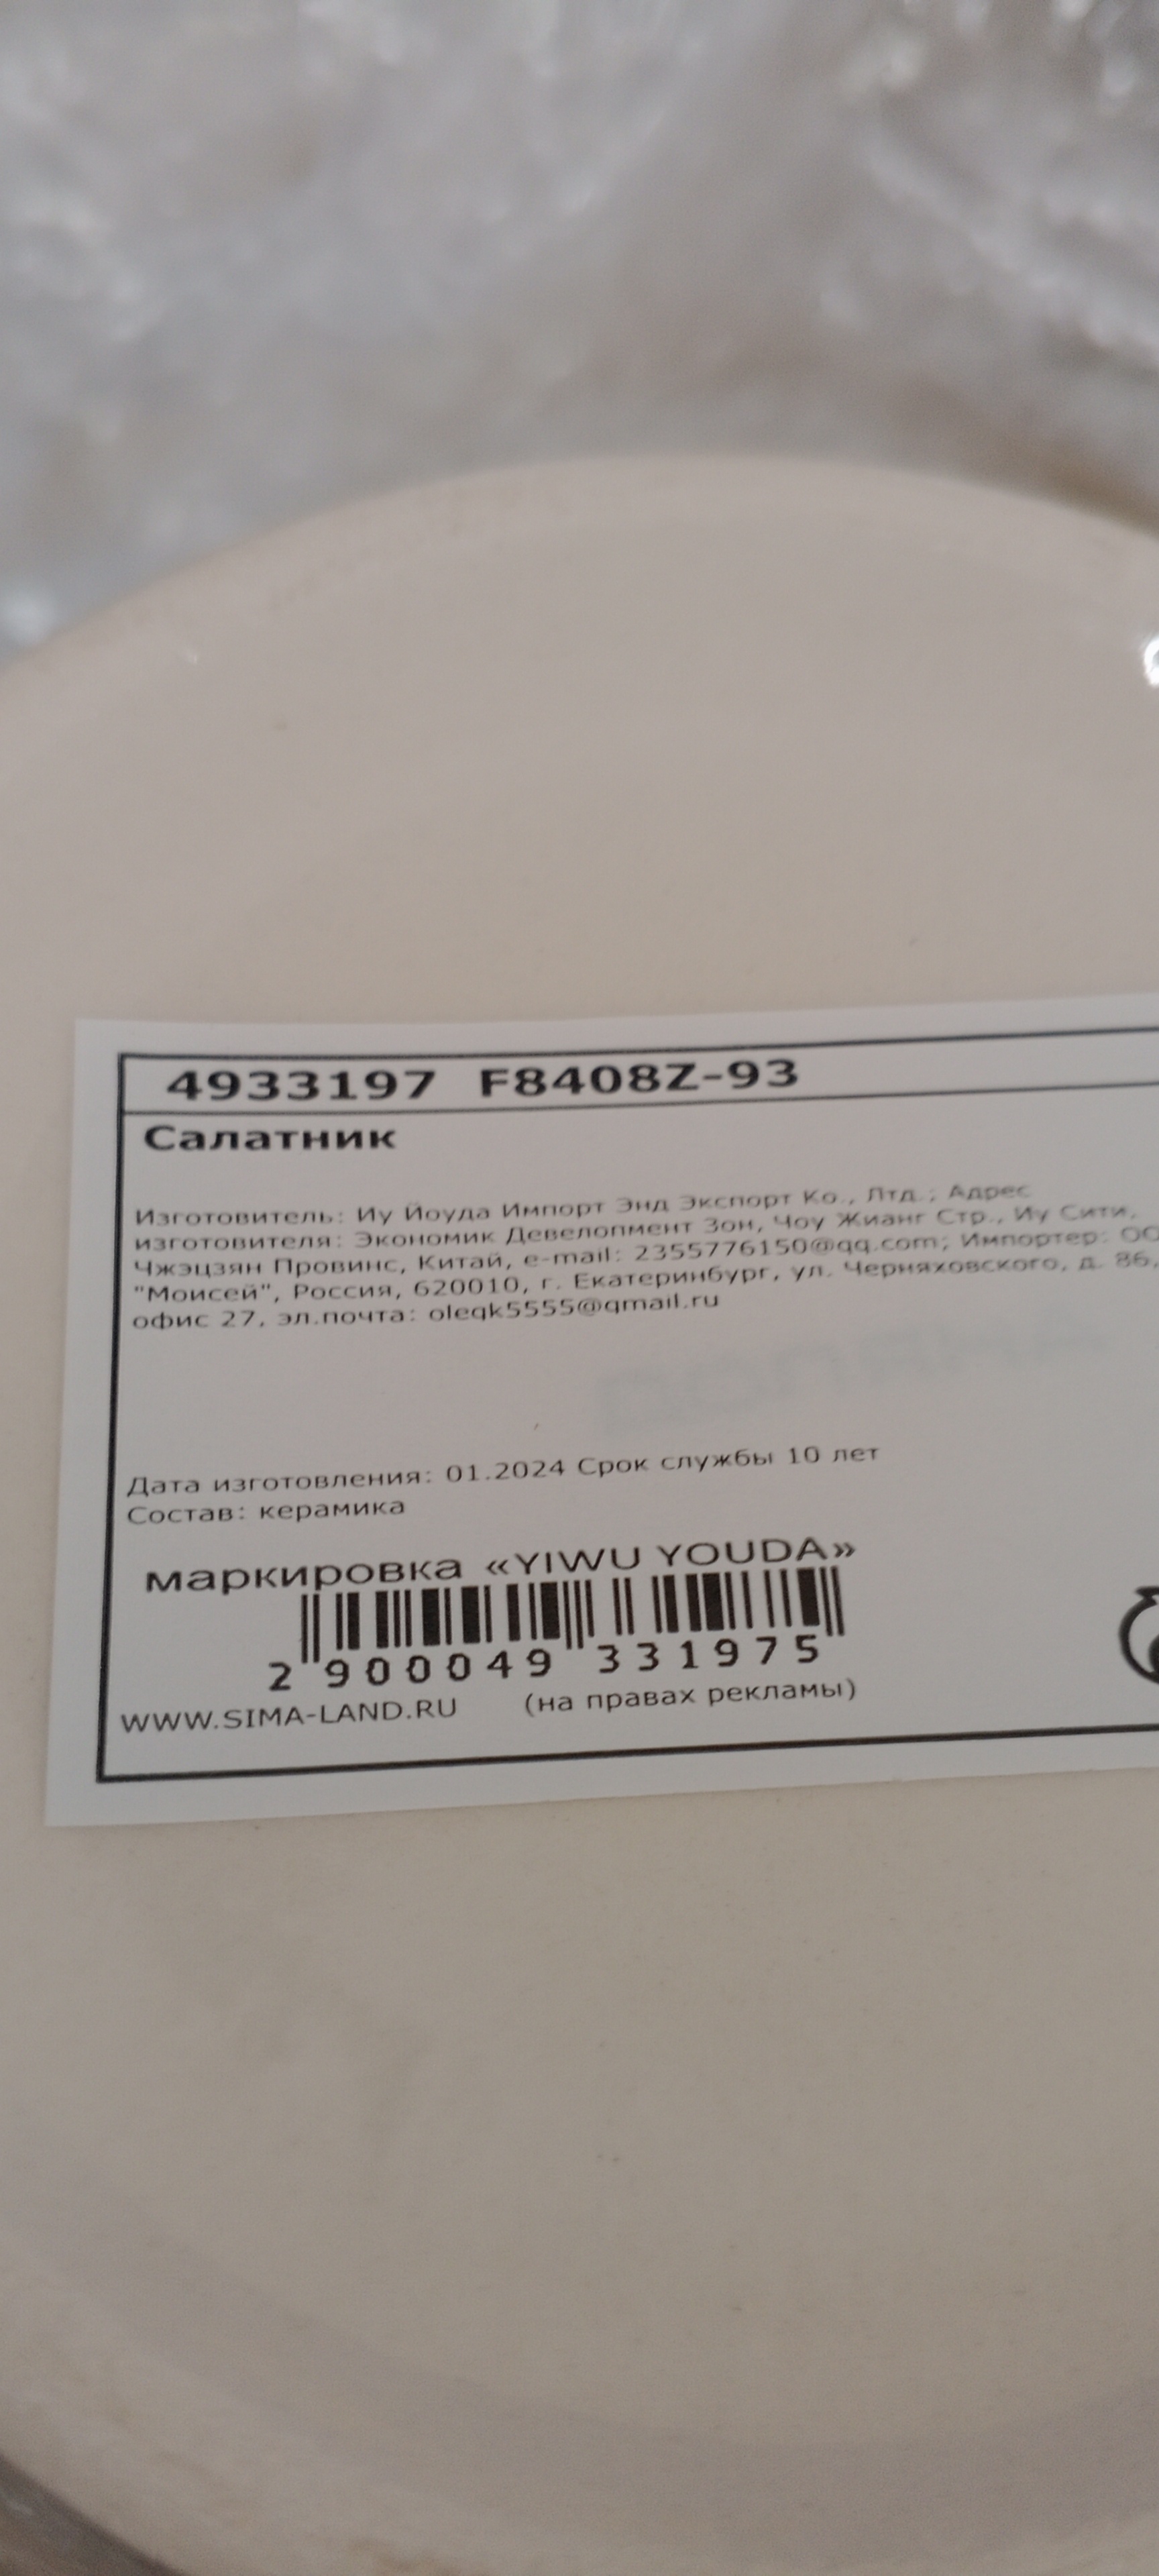 4933197 F8408Z-93
Салатник
Изготовитель: Иу Йоуда Импорт Энд Экспорт Ко., Лтд.; Адрес
изготовителя: Экономик Девелопмент Зон, Чоу Жианг Стр., Иу Сити,
Чжэцзян Провинс, Китай, e-mail: 2355776150@qq.com; Импортер: ОО
"Моисей", Россия, 620010, г. Екатеринбург, ул. Черняховского, д. 86,
офис 27, эл.почта: olegk5555@gmail.ru
Дата изготовления: 01.2024 Срок службы 10 лет
Состав: керамика
маркировка «YIWU YOUDA»
2 900049 331975
WWW.SIMA-LAND.RU (на правах рекламы)